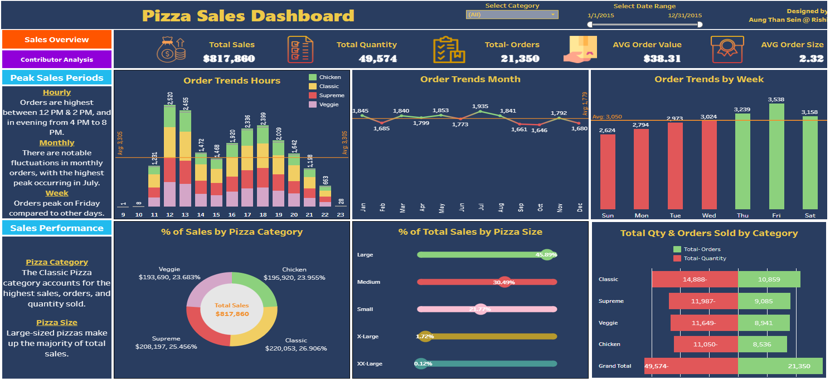 Pizza Sales Dashboard
Select Category
(All)
Select Date Range
1/1/2015
12/31/2015
Designed by
Aung Than Sein @ Rish
Sales Overview
Contributor Analysis
Total Sales
$817,860
Total Quantity
49,574
Total- Orders
21,350
AVG Order Value
$38.31
AVG Order Size
2.32
Peak Sales Periods
Hourly
Orders are highest
between 12 PM & 2 PM, and
in evening from 4 PM to 8
PM.
Monthly
There are notable
fluctuations in monthly
orders, with the highest
peak occurring in July.
Week
Orders peak on Friday
compared to other days.
Sales Performance
Pizza Category
The Classic Pizza
category accounts for the
highest sales, orders, and
quantity sold.
Pizza Size
Large-sized pizzas make
up the majority of total
sales.
Order Trends Hours
Chicken
Classic
Supreme
Veggie
1
8
1,231
2,520
2,455
1,472
1,468
1,920
2,336
2,399
2,009
1,642
1,198
663
28
9 10 11 12 13 14 15 16 17 18 19 20 21 22 23
Order Trends Month
1,845
1,685
1,840
1,799
1,853
1,773
1,935
1,841
1,661
1,646
1,792
1,680
Avg 1,779
Jan Feb Mar Apr May Jun Jul Aug Sep Oct Nov Dec
Order Trends by Week
Avg: 3,050
2,624
2,794
2,973
3,024
3,239
3,538
3,158
Sun Mon Tue Wed Thu Fri Sat
% of Sales by Pizza Category
Veggie
$193,690, 23.683%
Chicken
$195,920, 23.955%
Total Sales
$817,860
Supreme
$208,197, 25.456%
Classic
$220,053, 26.906%
% of Total Sales by Pizza Size
Large
45.89%
Medium
30.49%
Small
X-Large
1.72%
XX-Large
0.12%
Total Qty & Orders Sold by Category
Total- Orders
Total- Quantity
Classic 14,888- 10,859
Supreme 11,987- 9,085
Veggie 11,649- 8,941
Chicken 11,050- 8,536
Grand Total 49,574- 21,350